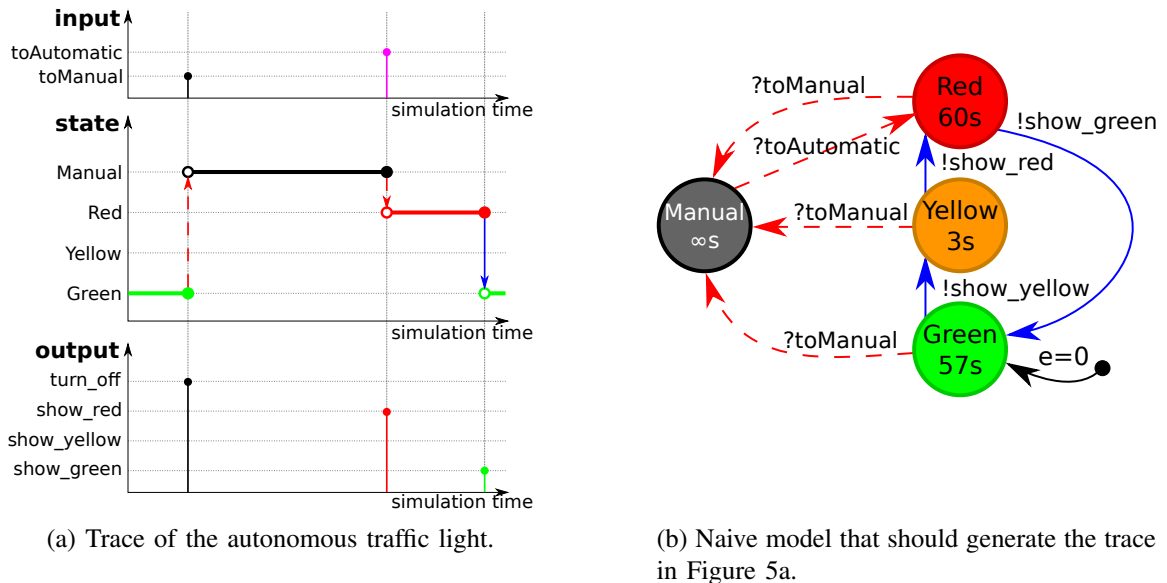 input
toAutomatic
toManual
simulation time
state
Manual
Red
Yellow
Green
simulation time
output
turn_off
show_red
show_yellow
show_green
simulation time
(a) Trace of the autonomous traffic light.
Red
60s
?toManual
!show_green
?toAutomatic
!show_red
Manual
∞s
Yellow
3s
?toManual
!show_yellow
?toManual
Green
57s
e=0
(b) Naive model that should generate the trace
in Figure 5a.